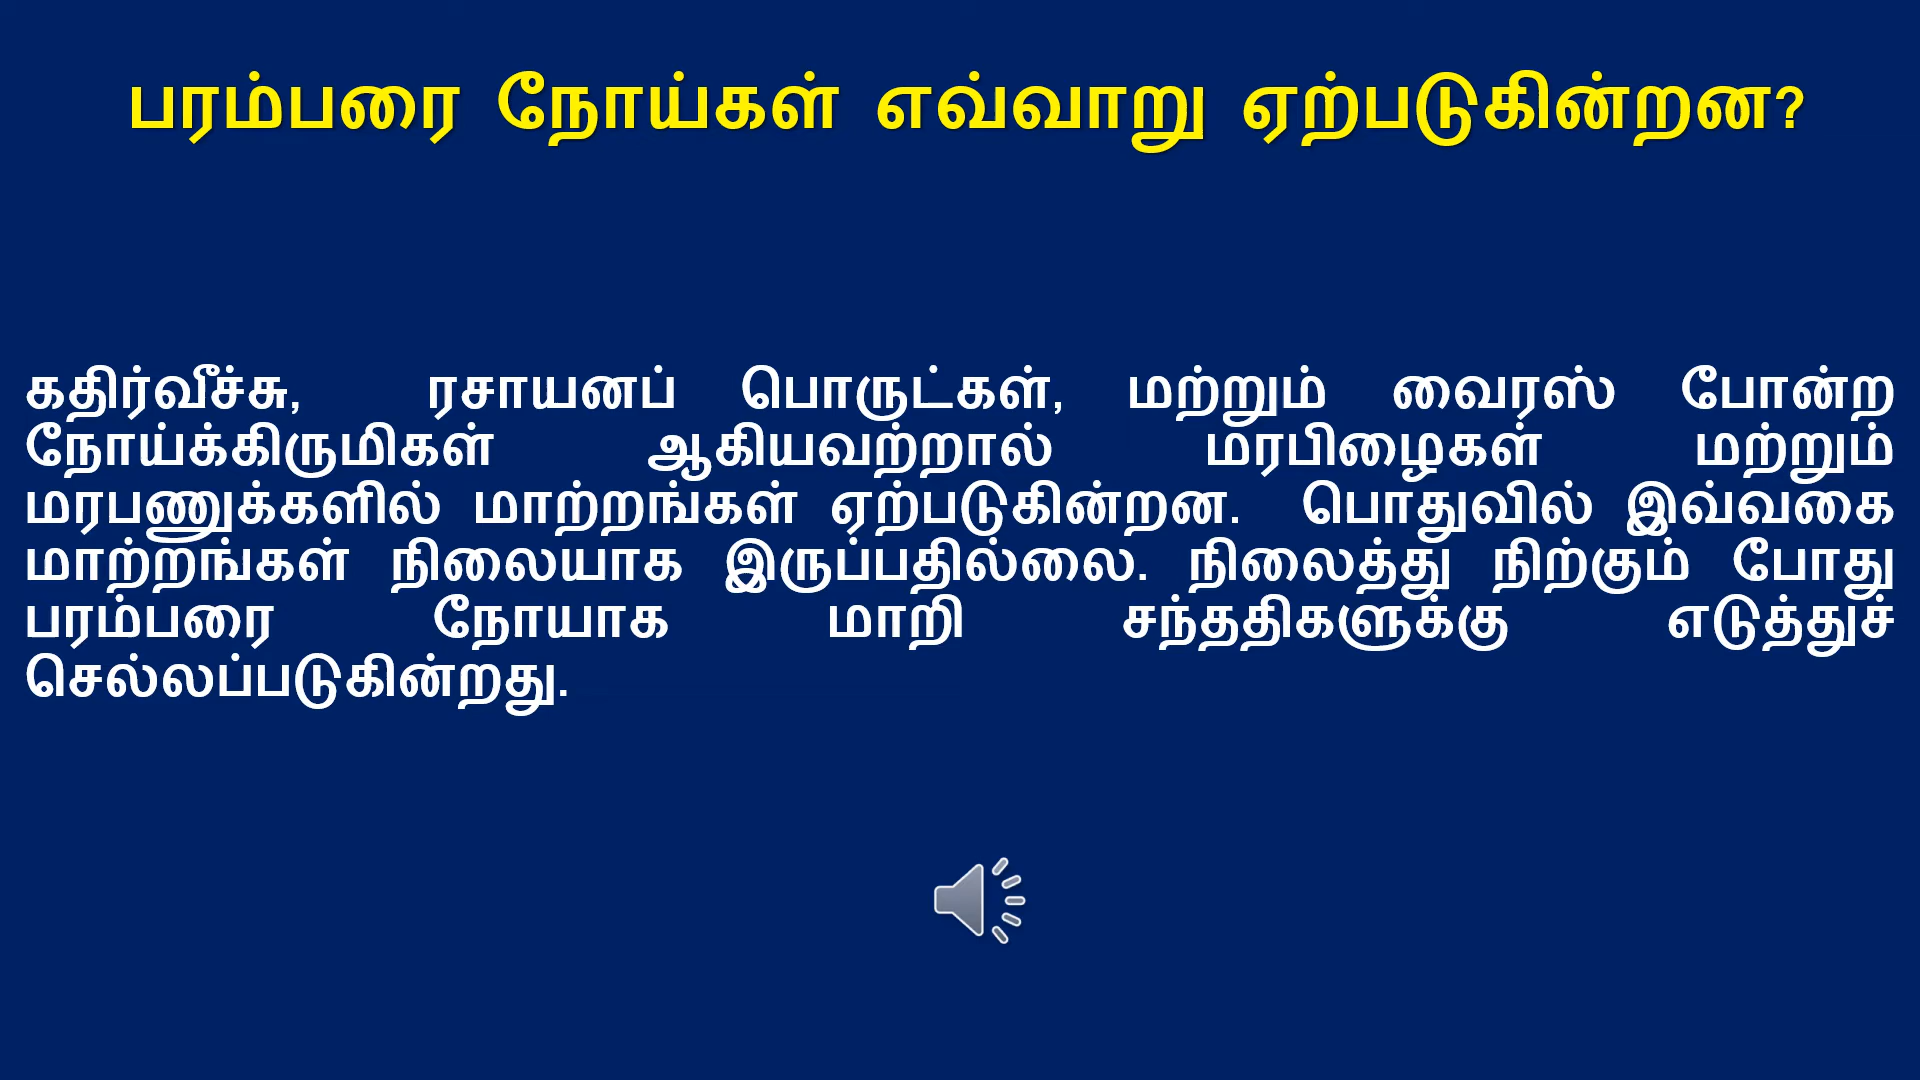 பரம்பரை நோய்கள் எவ்வாறு ஏற்படுகின்றன?
கதிர்வீச்சு, ரசாயனப் பொருட்கள், மற்றும் வைரஸ் போன்ற
நோய்க்கிருமிகள் ஆகியவற்றால் மரபிழைகள் மற்றும்
மரபணுக்களில் மாற்றங்கள் ஏற்படுகின்றன. பொதுவில் இவ்வகை
மாற்றங்கள் நிலையாக இருப்பதில்லை. நிலைத்து நிற்கும் போது
பரம்பரை நோயாக மாறி சந்ததிகளுக்கு எடுத்துச்
செல்லப்படுகின்றது.